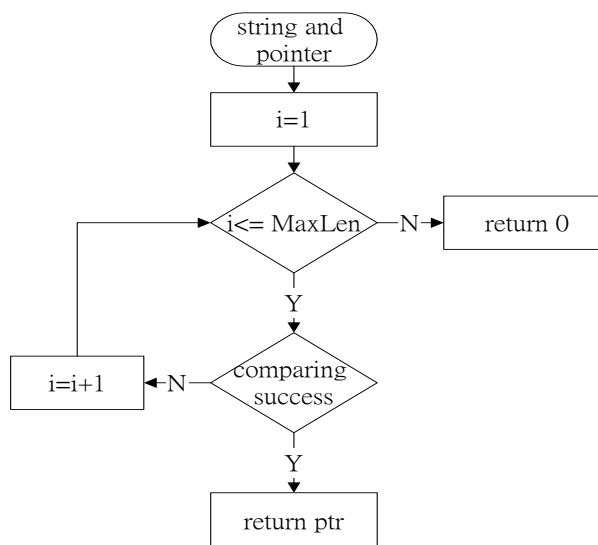 string and
pointer
i=1
i<= MaxLen
N
return 0
Y
comparing
success
N
i=i+1
Y
return ptr